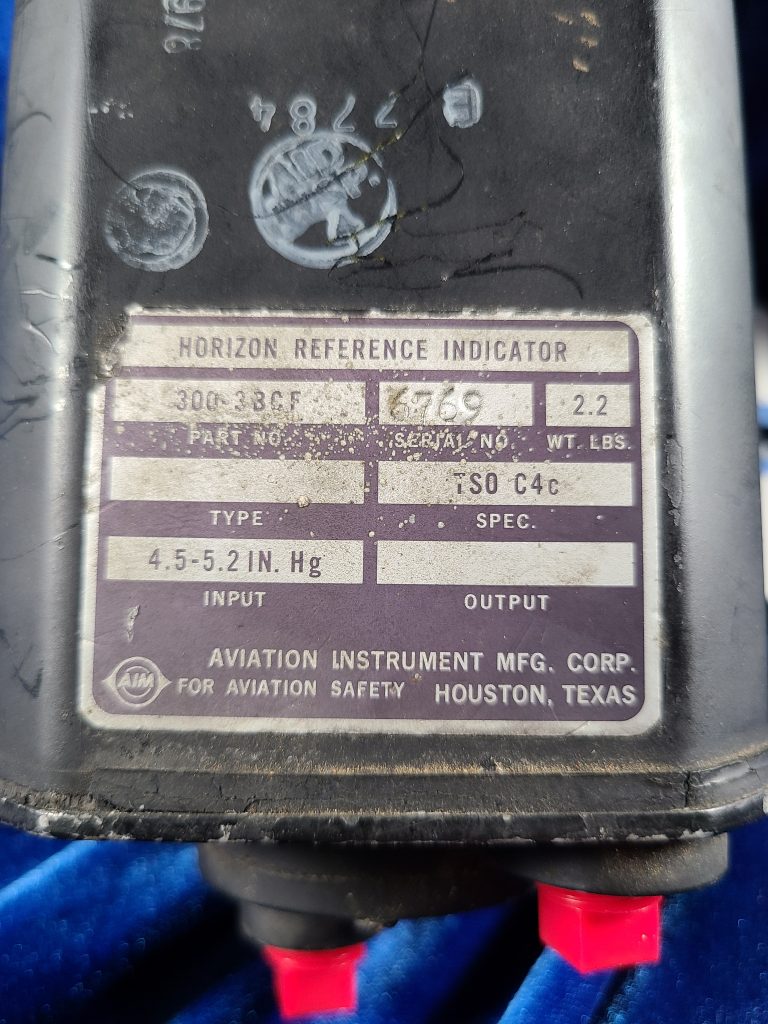 978
7784
E
HORIZON REFERENCE INDICATOR
300-3BCF 6769 2.2
PART NO. SERIAL NO. WT. LBS.
TSO C4c
TYPE SPEC.
4.5-5.2 IN. Hg
INPUT OUTPUT
AVIATION INSTRUMENT MFG. CORP.
AIM FOR AVIATION SAFETY HOUSTON, TEXAS